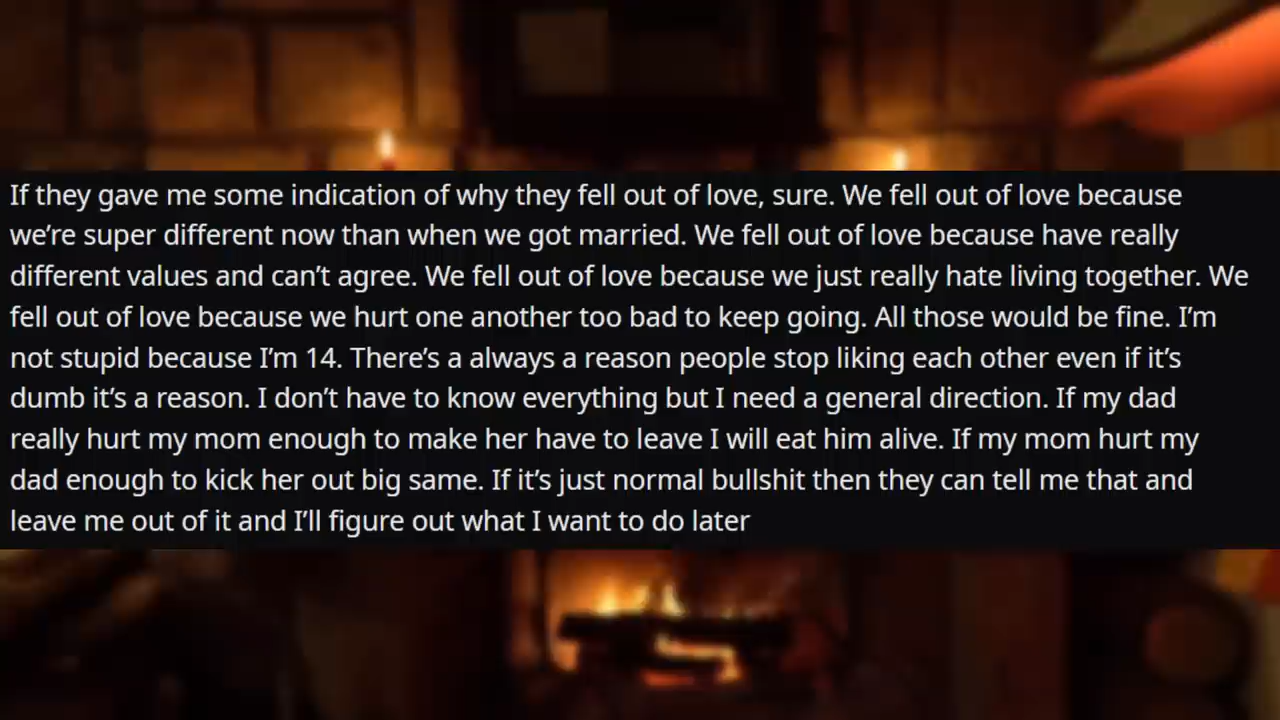 If they gave me some indication of why they fell out of love, sure. We fell out of love because
we’re super different now than when we got married. We fell out of love because have really
different values and can’t agree. We fell out of love because we just really hate living together. We
fell out of love because we hurt one another too bad to keep going. All those would be fine. I’m
not stupid because I’m 14. There’s a always a reason people stop liking each other even if it’s
dumb it’s a reason. I don’t have to know everything but I need a general direction. If my dad
really hurt my mom enough to make her have to leave I will eat him alive. If my mom hurt my
dad enough to kick her out big same. If it’s just normal bullshit then they can tell me that and
leave me out of it and I’ll figure out what I want to do later